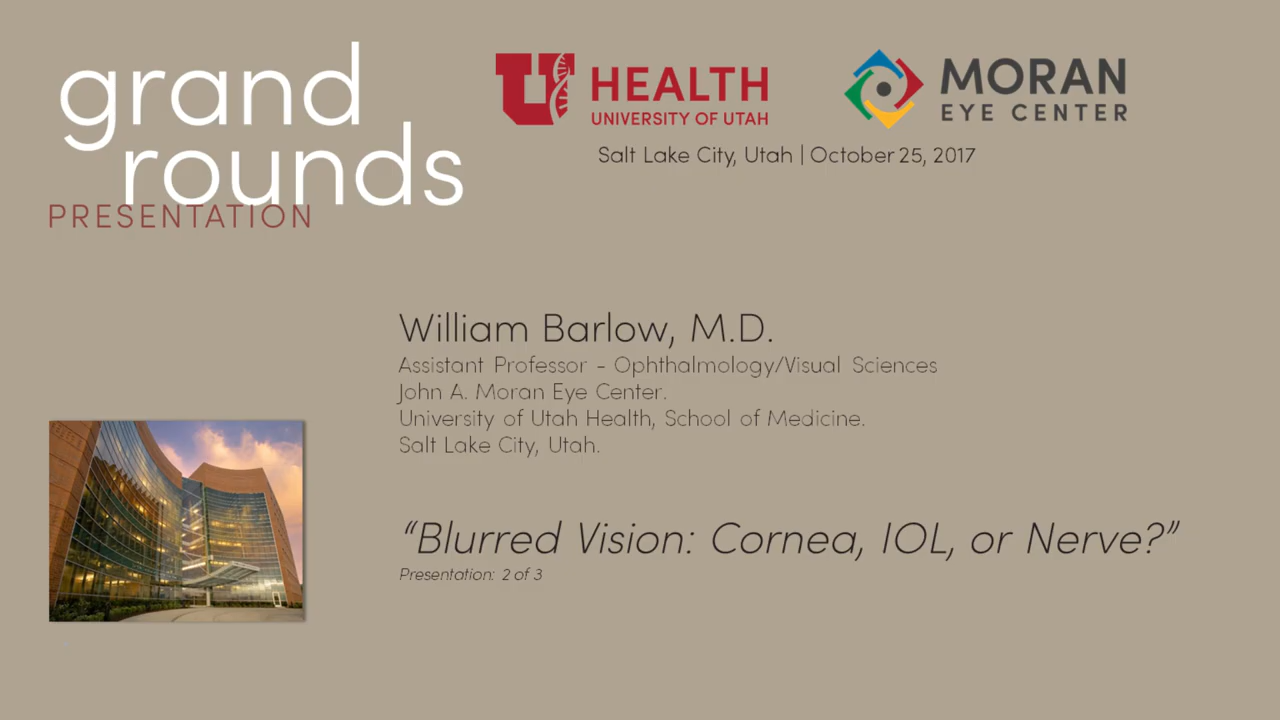 grand
rounds
PRESENTATION
U HEALTH
UNIVERSITY OF UTAH
MORAN
EYE CENTER
Salt Lake City, Utah | October 25, 2017
William Barlow, M.D.
Assistant Professor - Ophthalmology/Visual Sciences
John A. Moran Eye Center.
University of Utah Health, School of Medicine.
Salt Lake City, Utah.
“Blurred Vision: Cornea, IOL, or Nerve?”
Presentation: 2 of 3